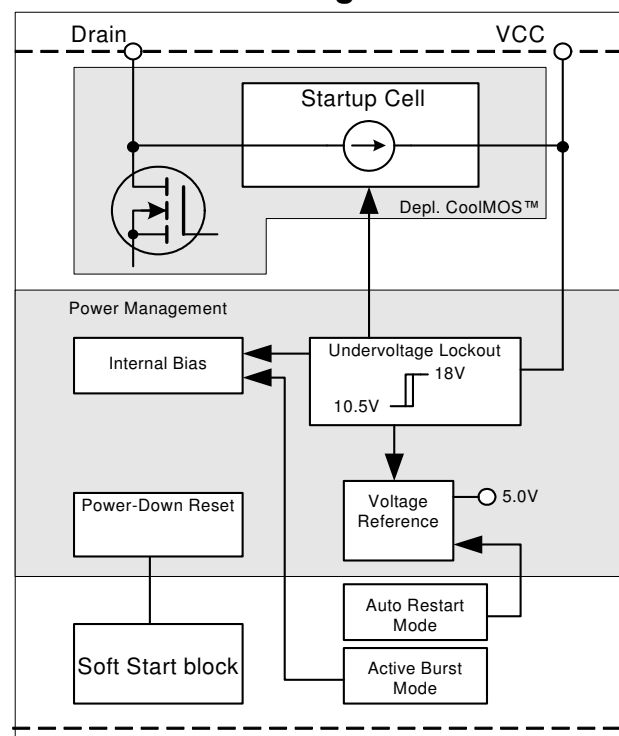 Drain
VCC
Startup Cell
Depl. CoolMOS™
Power Management
Internal Bias
Undervoltage Lockout
18V
10.5V
Power-Down Reset
Voltage
Reference
5.0V
Auto Restart
Mode
Soft Start block
Active Burst
Mode